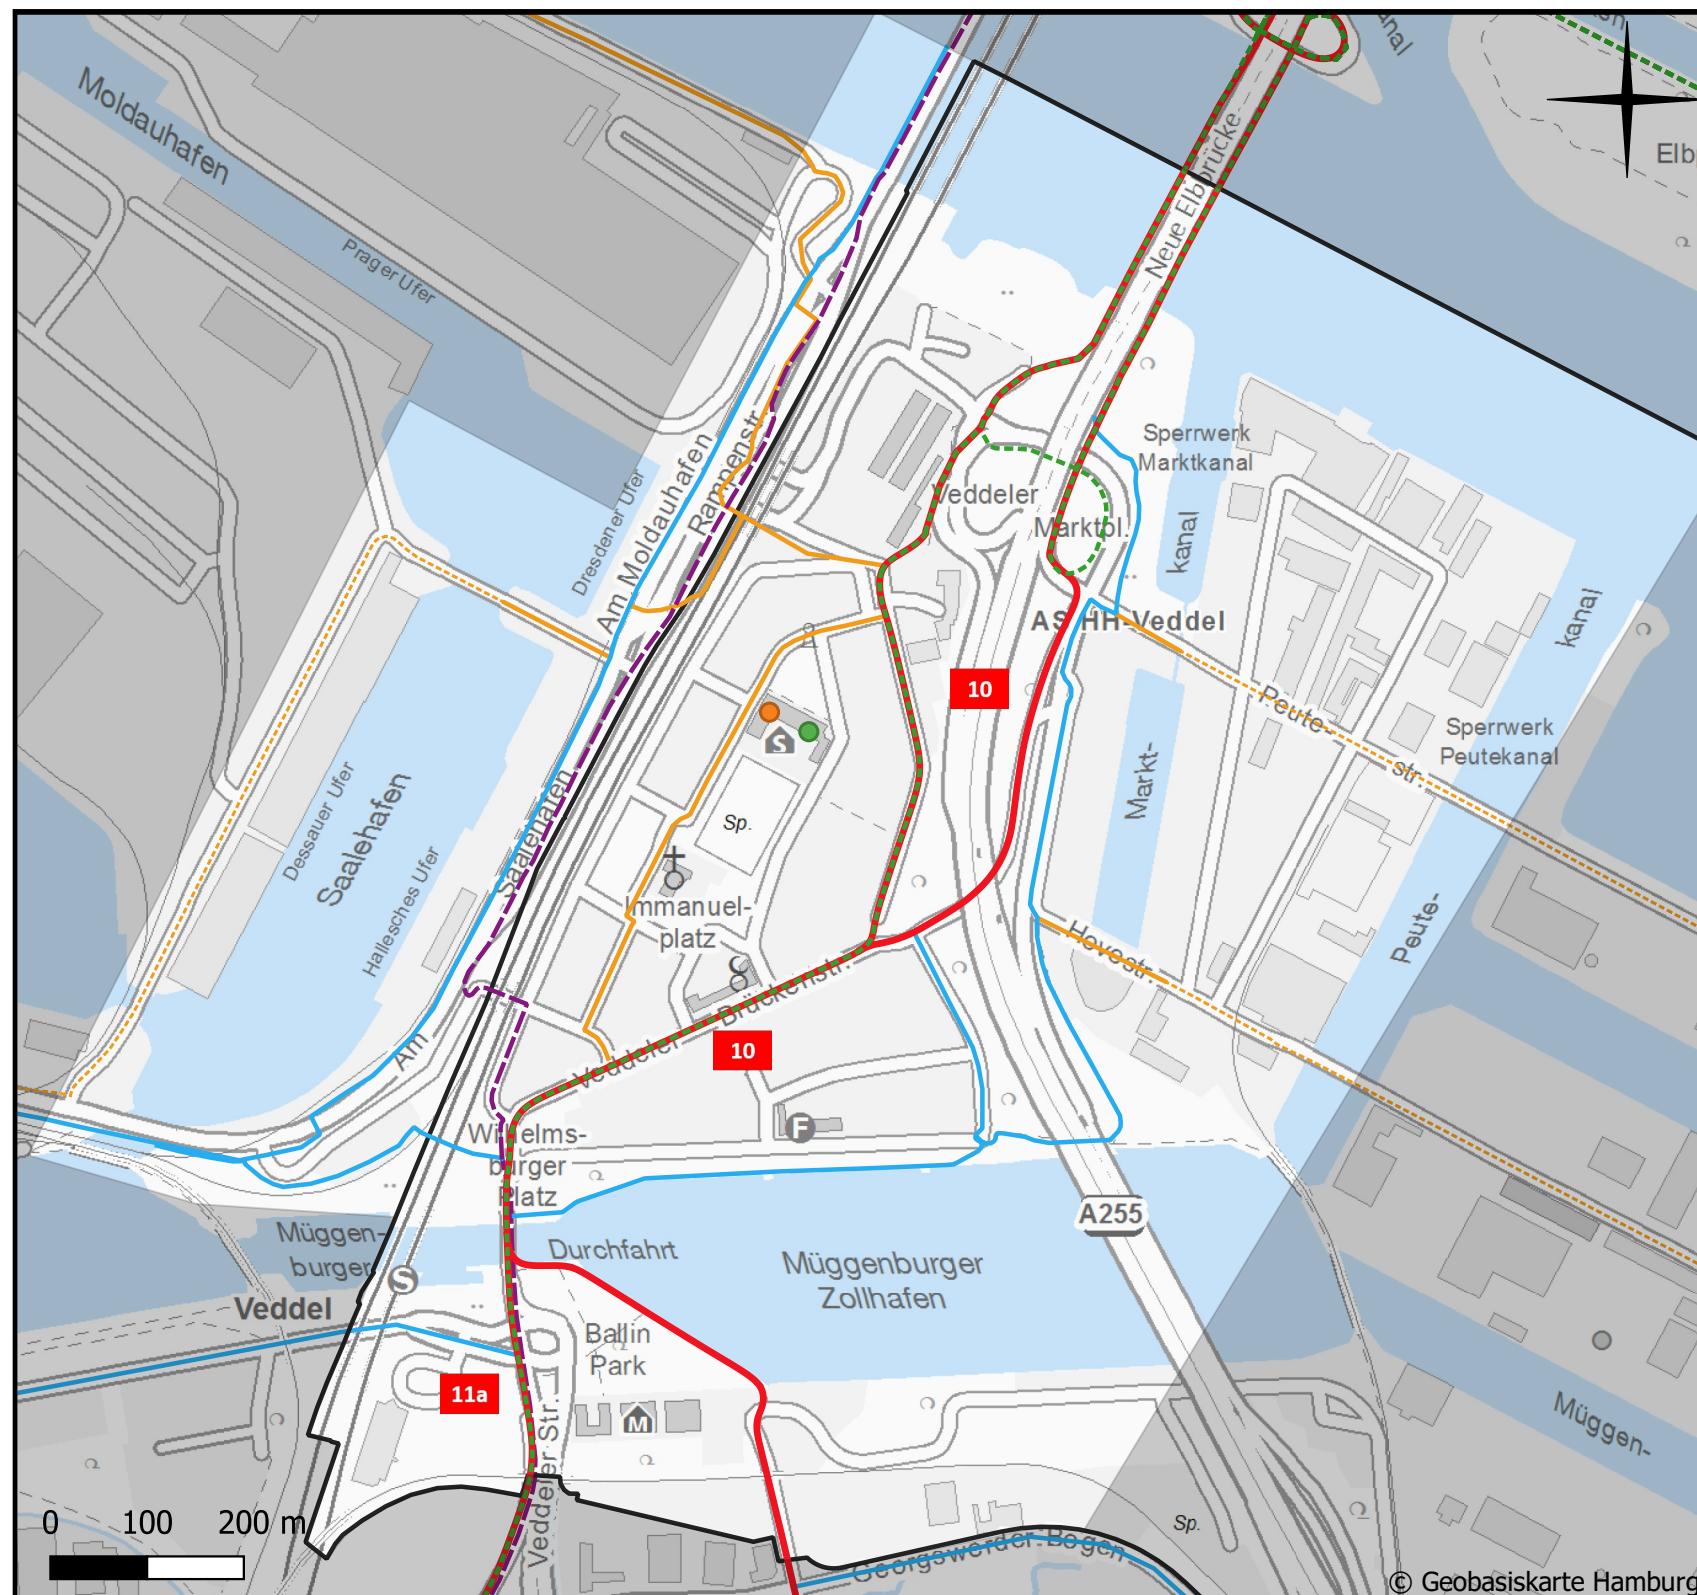 Moldauhafen
Prager Ufer
Neue Elbbrücke
Rampenstr.
Am Moldauhafen
Dresdener Ufer
Sperrwerk
Marktkanal
Veddeler
Marktpl.
kanal
kanal
AS HH-Veddel
10
Peute-
str.
Sperrwerk
Peutekanal
S
Markt-
Saalehafen
Dessauer Ufer
Saalehafen
Hallesches Ufer
Sp.
Immanuel-
platz
Hovestr.
Peute-
Veddeler Brückenstr.
10
Am
Wilhelms-
burger
Platz
F
A255
Müggen-
burger
Durchfahrt
Müggenburger
Zollhafen
S
Veddel
Ballin
Park
11a
M
Veddeler Str.
Müggen-
0 100 200 m
Sp.
Georgswerder Bogen
© Geobasiskarte Hamburg